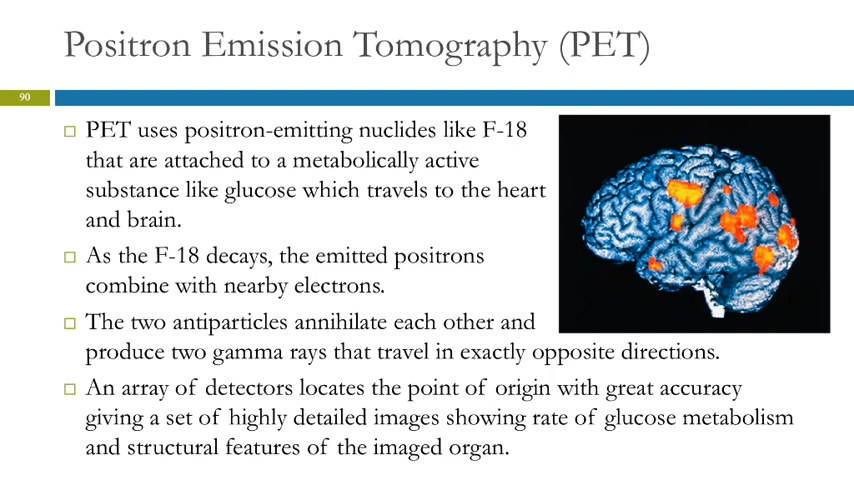 Positron Emission Tomography (PET)
90
PET uses positron-emitting nuclides like F-18
that are attached to a metabolically active
substance like glucose which travels to the heart
and brain.
As the F-18 decays, the emitted positrons
combine with nearby electrons.
The two antiparticles annihilate each other and
produce two gamma rays that travel in exactly opposite directions.
An array of detectors locates the point of origin with great accuracy
giving a set of highly detailed images showing rate of glucose metabolism
and structural features of the imaged organ.